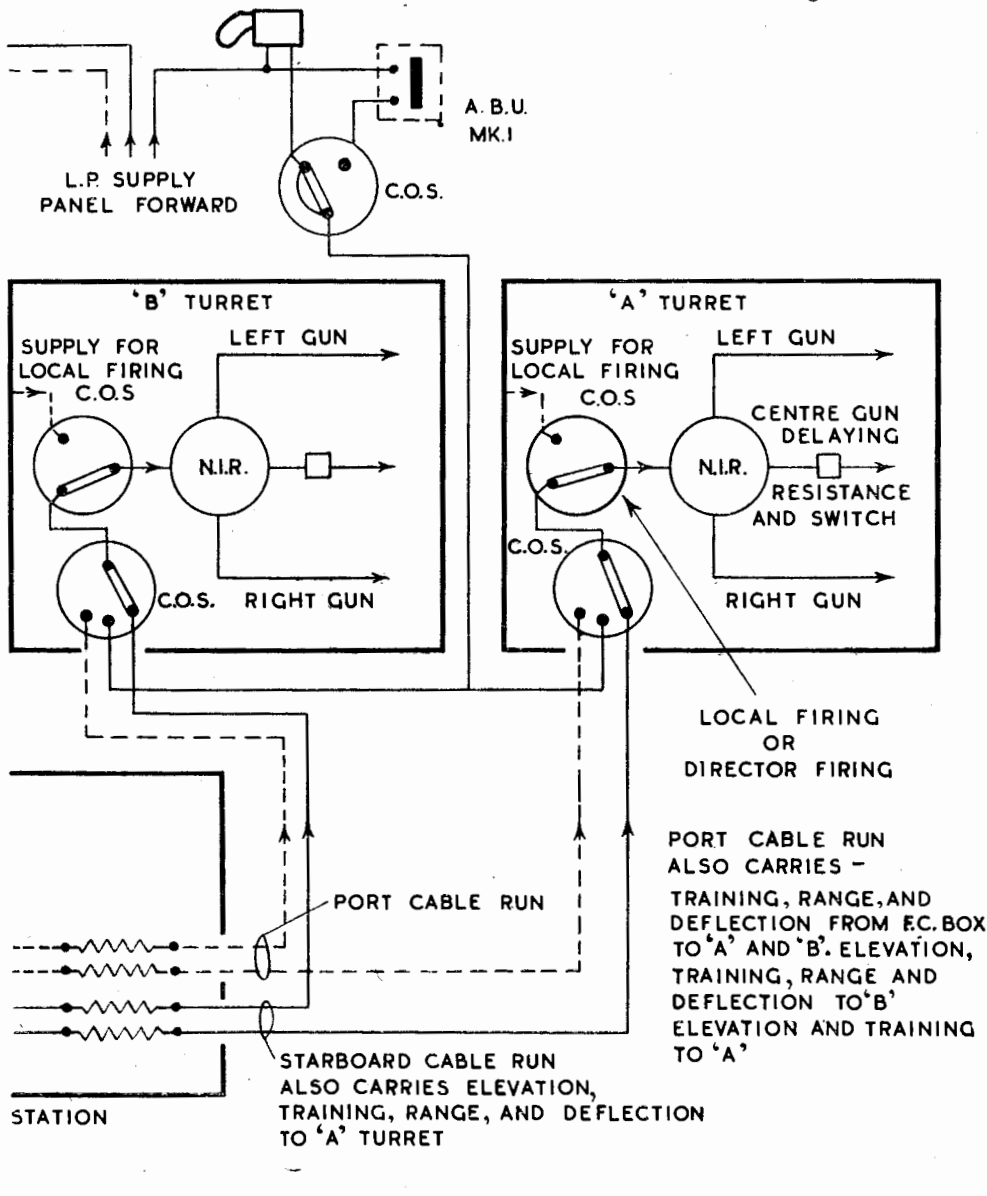 A.B.U.
MK.I
L.P. SUPPLY
PANEL FORWARD
C.O.S.
'B' TURRET
SUPPLY FOR
LOCAL FIRING
C.O.S
LEFT GUN
N.I.R.
C.O.S.
RIGHT GUN
'A' TURRET
SUPPLY FOR
LOCAL FIRING
C.O.S
LEFT GUN
CENTRE GUN
DELAYING
N.I.R.
RESISTANCE
AND SWITCH
C.O.S.
RIGHT GUN
LOCAL FIRING
OR
DIRECTOR FIRING
PORT CABLE RUN
PORT CABLE RUN
ALSO CARRIES –
TRAINING, RANGE, AND
DEFLECTION FROM F.C. BOX
TO 'A' AND 'B'. ELEVATION,
TRAINING, RANGE AND
DEFLECTION TO 'B'
ELEVATION AND TRAINING
TO 'A'
STARBOARD CABLE RUN
ALSO CARRIES ELEVATION,
TRAINING, RANGE, AND DEFLECTION
TO 'A' TURRET
STATION